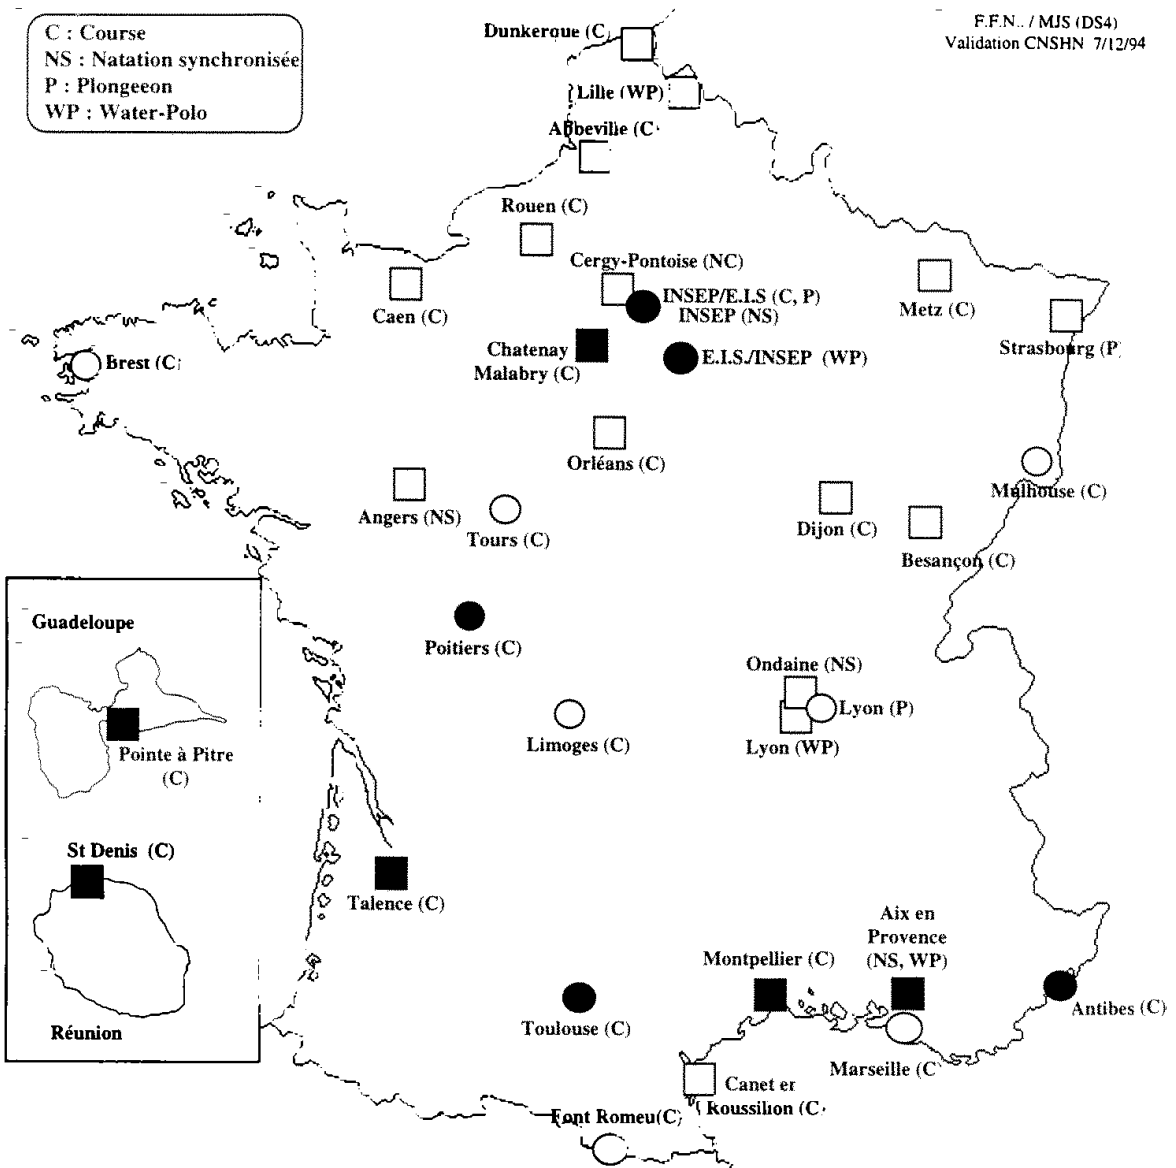 C : Course
NS : Natation synchronisée
P : Plongeeon
WP : Water-Polo
F.F.N.. / MJS (DS4)
Validation CNSHN 7/12/94
Dunkerque (C)
Lille (WP)
Abbeville (C)
Rouen (C)
Cergy-Pontoise (NC)
INSEP/E.I.S (C, P)
INSEP (NS)
Caen (C)
Metz (C)
Strasbourg (P)
Brest (C)
Chatenay
Malabry (C)
E.I.S./INSEP (WP)
Orléans (C)
Mulhouse (C)
Angers (NS)
Tours (C)
Dijon (C)
Besançon (C)
Guadeloupe
Poitiers (C)
Ondaine (NS)
Lyon (P)
Limoges (C)
Lyon (WP)
Pointe à Pitre
(C)
St Denis (C)
Talence (C)
Aix en
Provence
(NS, WP)
Montpellier (C)
Antibes (C)
Toulouse (C)
Réunion
Marseille (C)
Canet en
Roussillon (C)
Font Romeu(C)